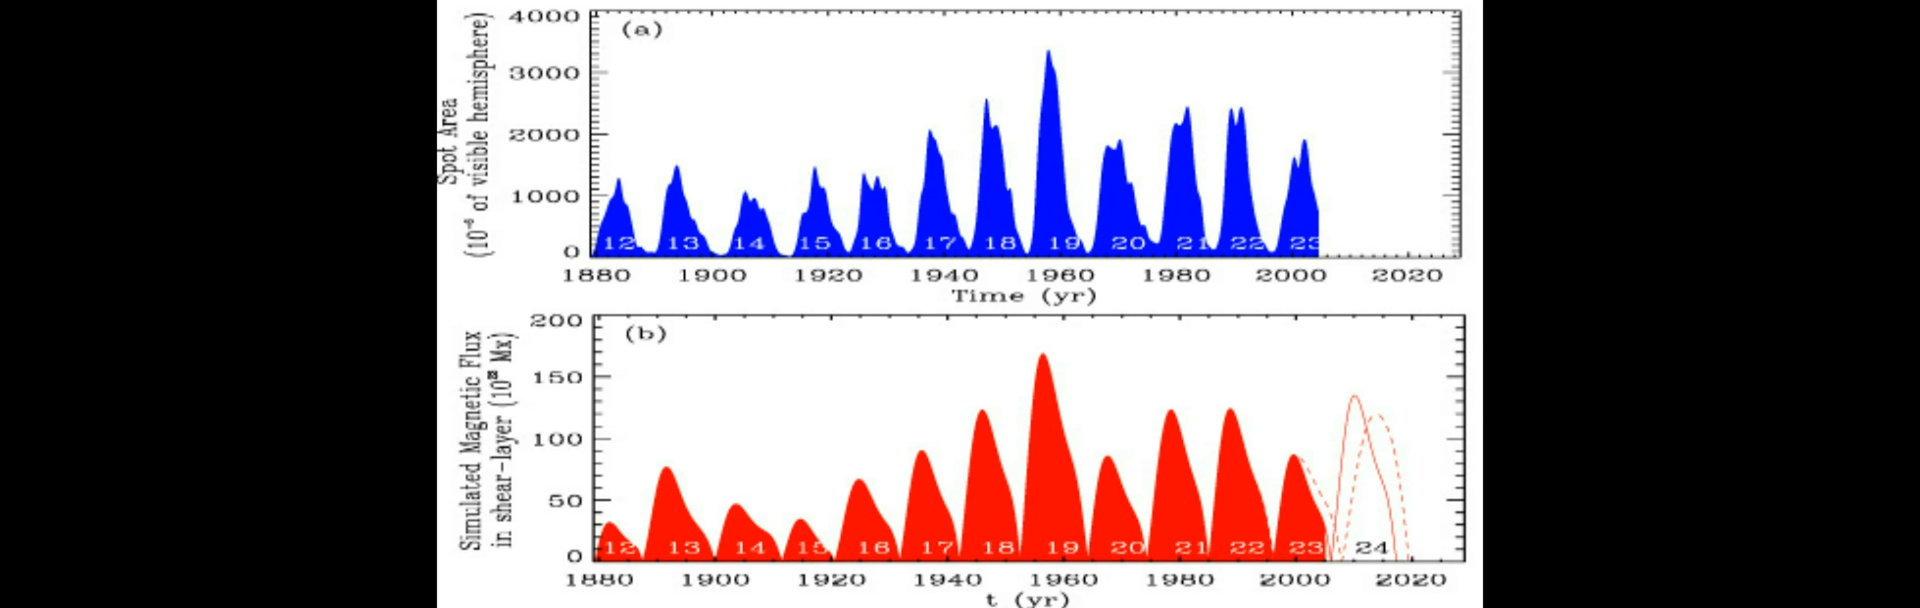 (a)
Spot Area
(10⁻⁶ of visible hemisphere)
4000
3000
2000
1000
0
12 13 14 15 16 17 18 19 20 21 22 23
1880 1900 1920 1940 1960 1980 2000 2020
Time (yr)
(b)
Simulated Magnetic Flux
in shear-layer (10²² Mx)
200
150
100
50
0
12 13 14 15 16 17 18 19 20 21 22 23 24
1880 1900 1920 1940 1960 1980 2000 2020
t (yr)